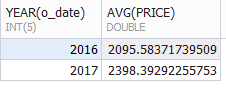 YEAR(o_date) AVG(PRICE)
INT(5) DOUBLE
2016 2095.58371739509
2017 2398.39292255753